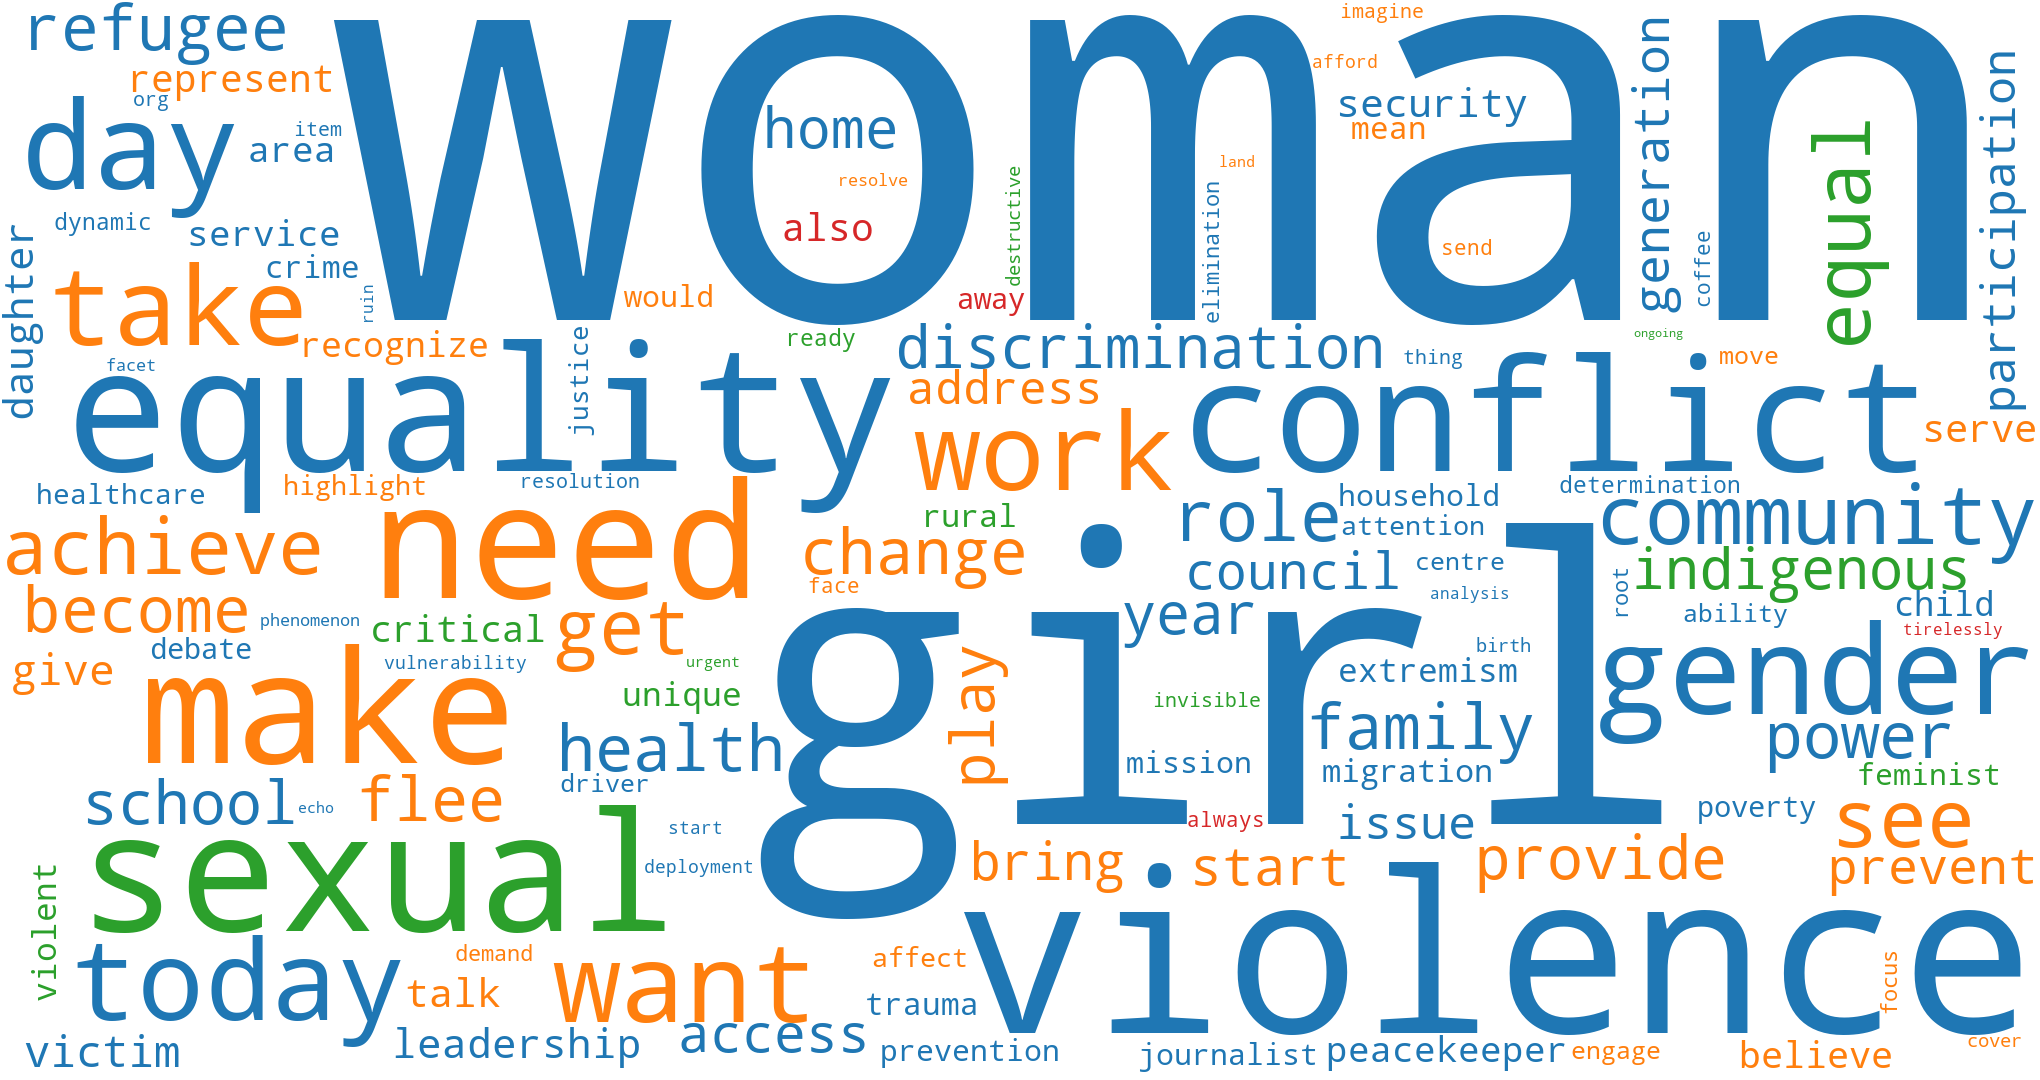 refugee
woman
imagine
represent
afford
org
day
item
area
home
security
mean
generation
equal
participation
resolve
land
destructive
elimination
dynamic
service
also
send
coffee
daughter
crime
take
ruin
would
away
recognize
justice
ready
discrimination
ongoing
thing
move
facet
equality
address
conflict
work
serve
healthcare
highlight
resolution
household
determination
need
rural
role
attention
community
achieve
change
girl
council
centre
indigenous
face
root
analysis
become
phenomenon
critical
get
year
ability
child
tirelessly
debate
vulnerability
urgent
birth
give
make
unique
play
invisible
extremism
gender
health
family
power
mission
migration
driver
feminist
school
echo
flee
always
issue
poverty
see
start
sexual
deployment
bring
start
provide
prevent
violent
violence
today
demand
want
affect
focus
talk
trauma
victim
leadership
access
prevention
journalist
peacekeeper
engage
believe
cover